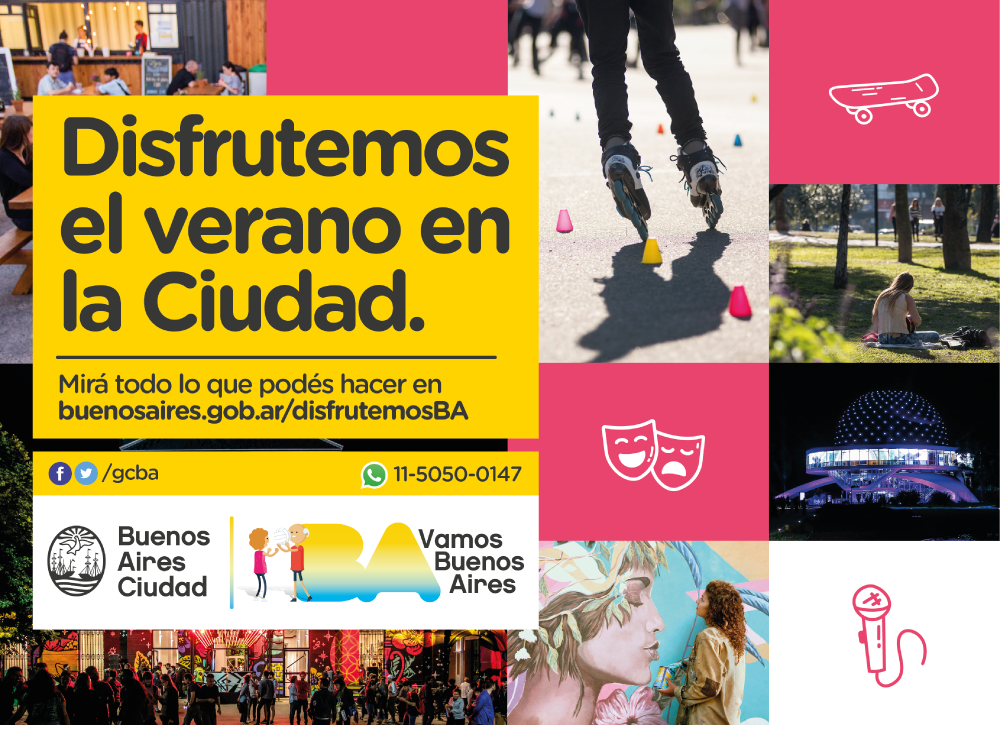 Disfrutemos
el verano en
la Ciudad.
Mirá todo lo que podés hacer en
buenosaires.gob.ar/disfrutemosBA
/gcba
11-5050-0147
Buenos
Aires
Ciudad
BA
Vamos
Buenos
Aires